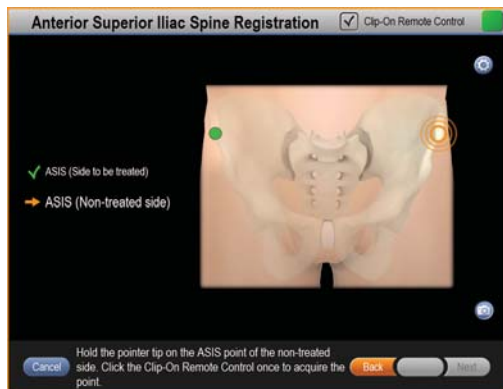 Anterior Superior Iliac Spine Registration
Clip-On Remote Control
ASIS (Side to be treated)
ASIS (Non-treated side)
Hold the pointer tip on the ASIS point of the non-treated
side. Click the Clip-On Remote Control once to acquire the
point.
Cancel
Back
Next